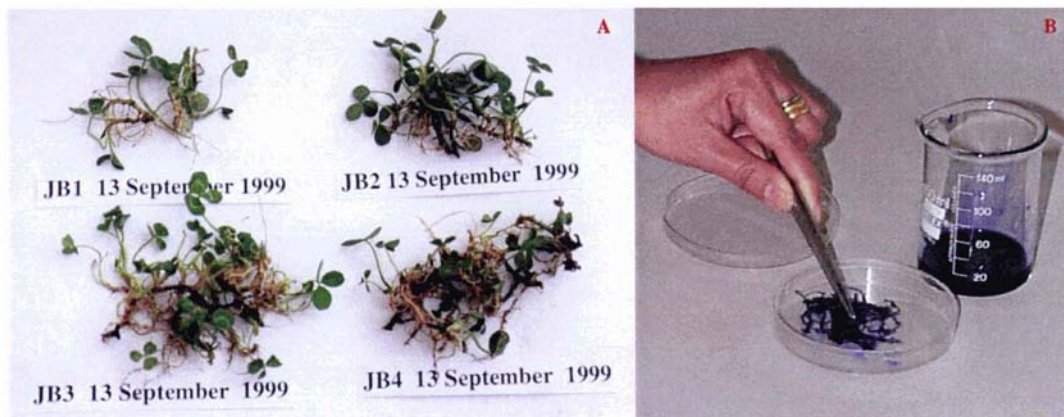 A
JB1 13 September 1999
JB2 13 September 1999
JB3 13 September 1999
JB4 13 September 1999
B
140 ml
100
60
20